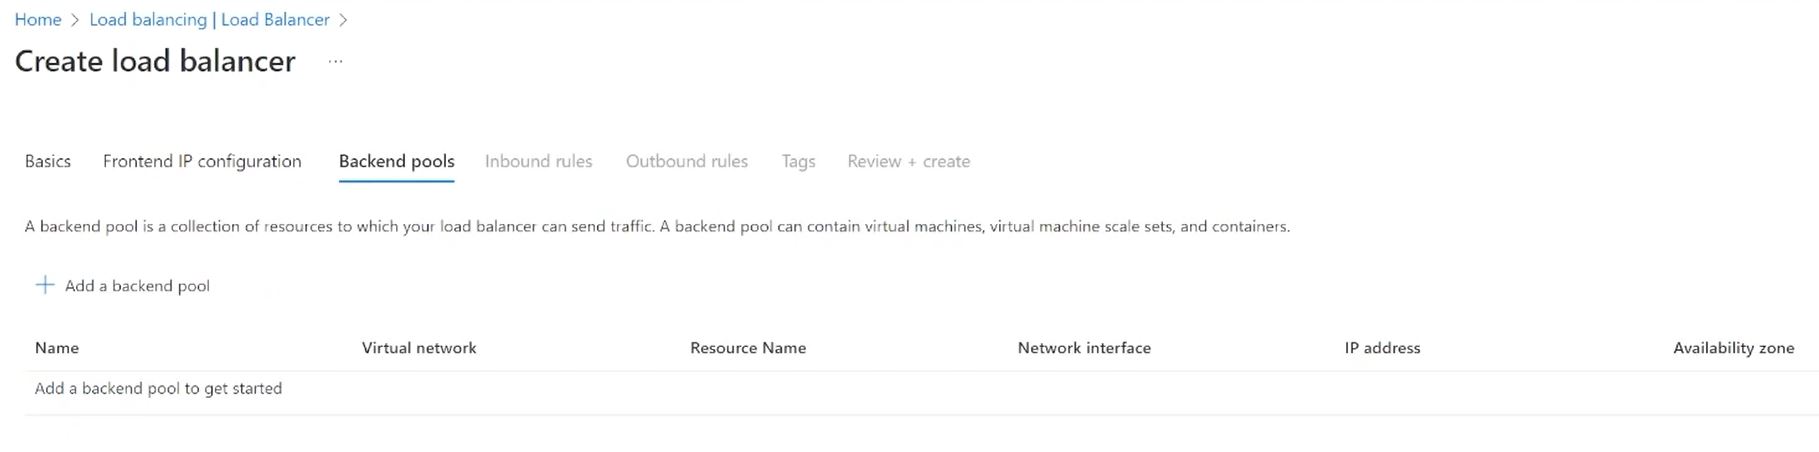 Home > Load balancing | Load Balancer >
Create load balancer ...
Basics Frontend IP configuration Backend pools Inbound rules Outbound rules Tags Review + create
A backend pool is a collection of resources to which your load balancer can send traffic. A backend pool can contain virtual machines, virtual machine scale sets, and containers.
+ Add a backend pool
Name Virtual network Resource Name Network interface IP address Availability zone
Add a backend pool to get started